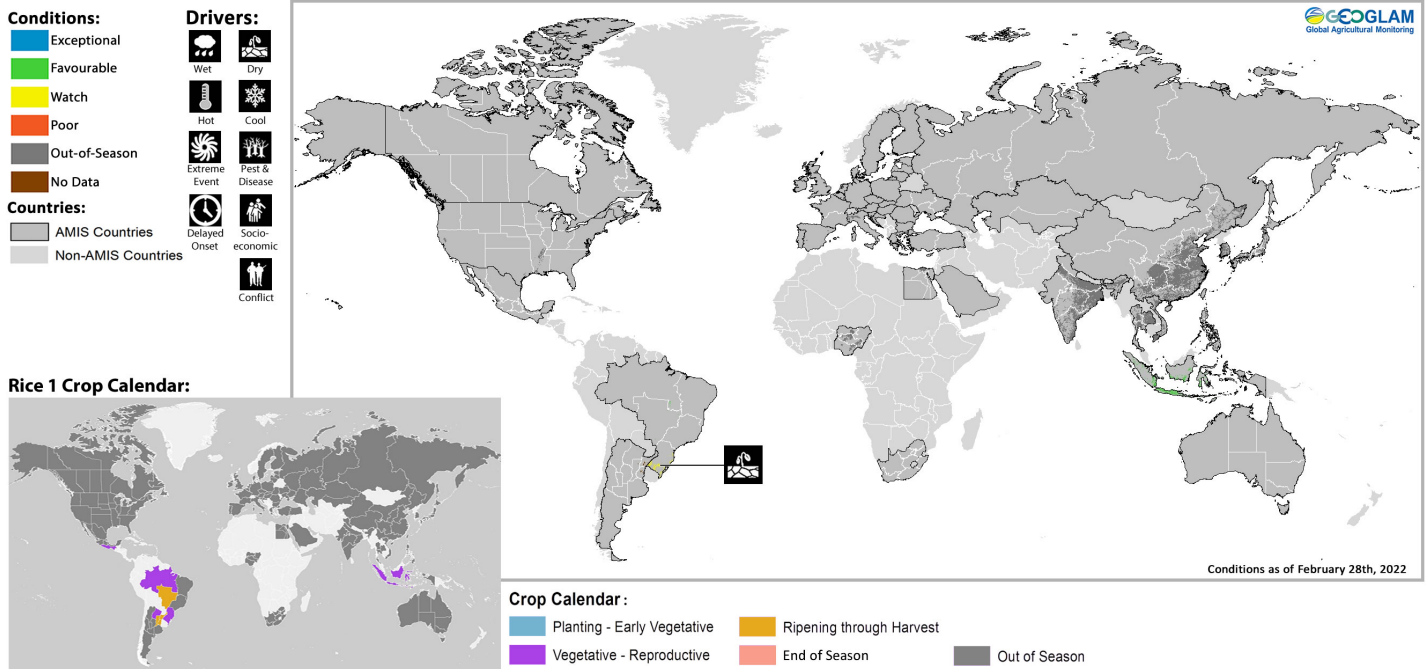 Conditions:
Exceptional
Favourable
Watch
Poor
Out-of-Season
No Data
Countries:
AMIS Countries
Non-AMIS Countries
Drivers:
Wet
Dry
Hot
Cool
Extreme
Event
Pest &
Disease
Delayed
Onset
Socio-
economic
Conflict
GEOGLAM
Global Agricultural Monitoring
Conditions as of February 28th, 2022
Rice 1 Crop Calendar:
Crop Calendar :
Planting - Early Vegetative
Ripening through Harvest
Vegetative - Reproductive
End of Season
Out of Season